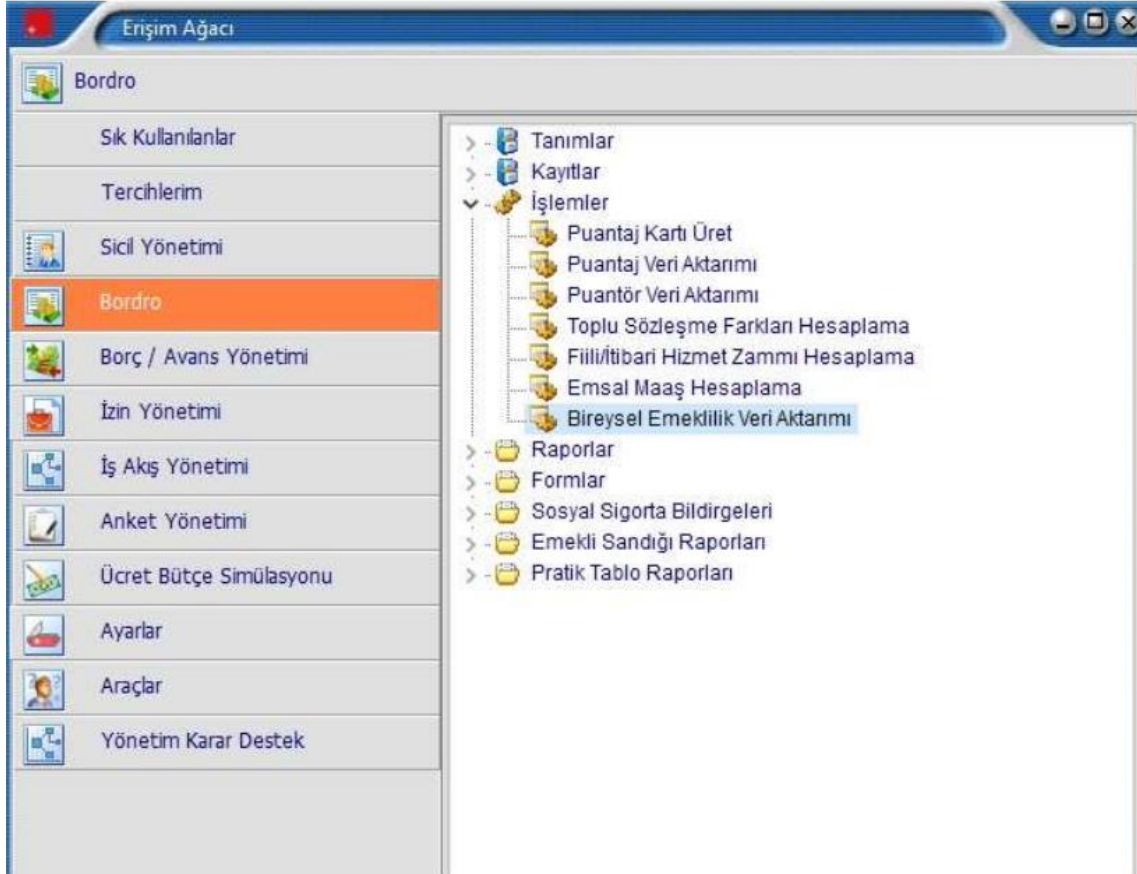 Erişim Ağacı
Bordro
Sık Kullanılanlar
Tercihlerim
Sicil Yönetimi
Bordro
Borç / Avans Yönetimi
İzin Yönetimi
İş Akış Yönetimi
Anket Yönetimi
Ücret Bütçe Simülasyonu
Ayarlar
Araçlar
Yönetim Karar Destek
Tanımlar
Kayıtlar
İşlemler
Puantaj Kartı Üret
Puantaj Veri Aktarımı
Puantör Veri Aktarımı
Toplu Sözleşme Farkları Hesaplama
Fiili/İtibari Hizmet Zammı Hesaplama
Emsal Maaş Hesaplama
Bireysel Emeklilik Veri Aktarımı
Raporlar
Formlar
Sosyal Sigorta Bildirgeleri
Emekli Sandığı Raporları
Pratik Tablo Raporları